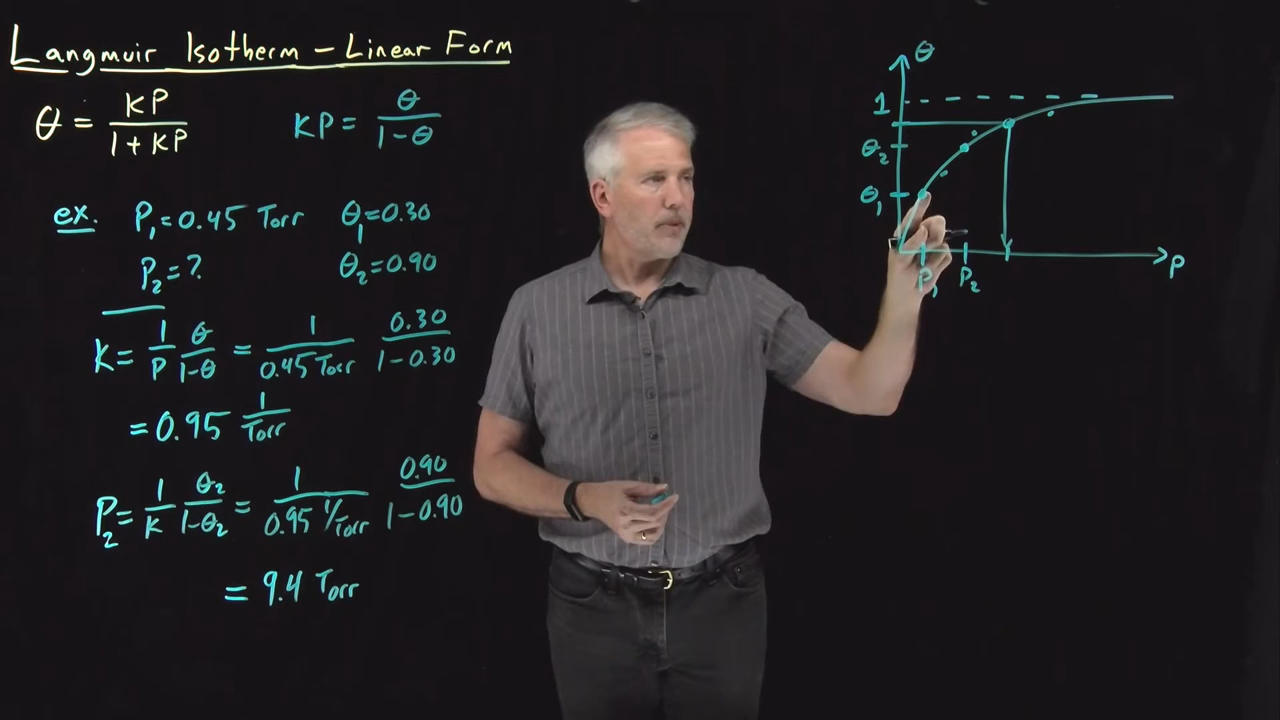 Langmuir Isotherm – Linear Form
θ = KP / 1 + KP    KP = θ / 1 − θ
ex. P₁ = 0.45 Torr    θ₁ = 0.30
P₂ = ?    θ₂ = 0.90
K = 1/P θ/1−θ = 1/0.45 Torr 0.30/1 − 0.30
= 0.95 1/Torr
P₂ = 1/K θ₂/1−θ₂ = 1/0.95 1/Torr 0.90/1 − 0.90
= 9.4 Torr
θ
1
θ₂
θ₁
P₁ P₂ P